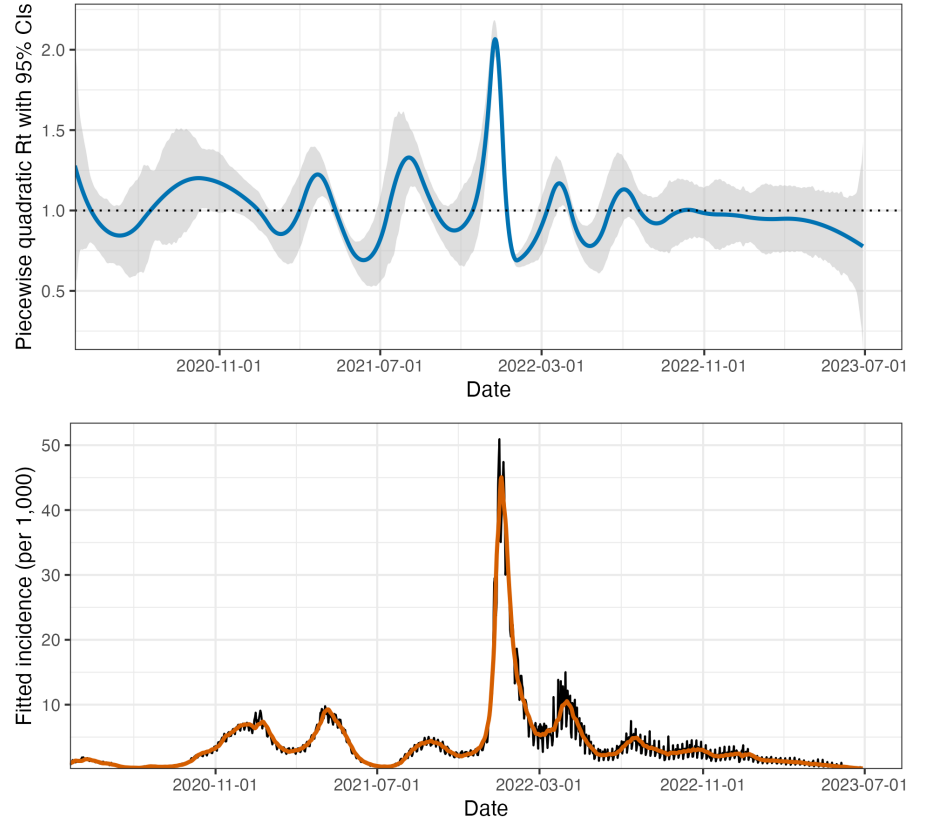 Piecewise quadratic Rt with 95% CIs
2.0
1.5
1.0
0.5
2020-11-01 2021-07-01 2022-03-01 2022-11-01 2023-07-01
Date
Fitted incidence (per 1,000)
50
40
30
20
10
2020-11-01 2021-07-01 2022-03-01 2022-11-01 2023-07-01
Date